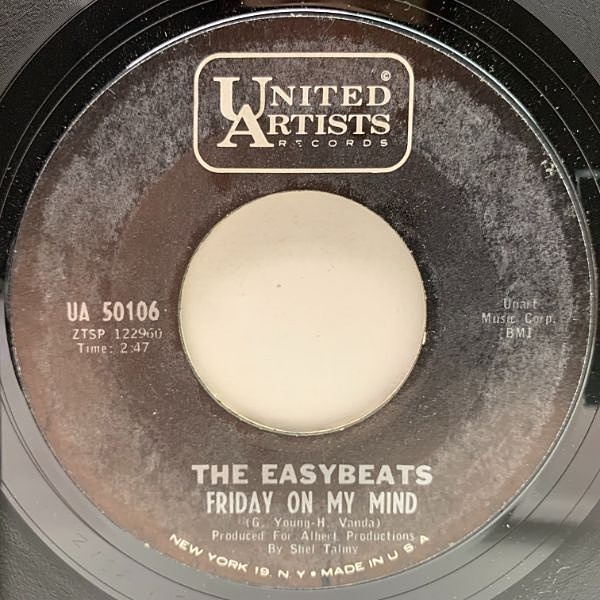 ©
UNITED
ARTISTS
RECORDS
UA 50106
ZTSP 122960
Time: 2:47
Unart
Music Corp.
BMI
THE EASYBEATS
FRIDAY ON MY MIND
(G. Young-H. Vanda)
Produced For Albert Productions
By Shel Talmy
NEW YORK 19, N.Y • MADE IN U S A